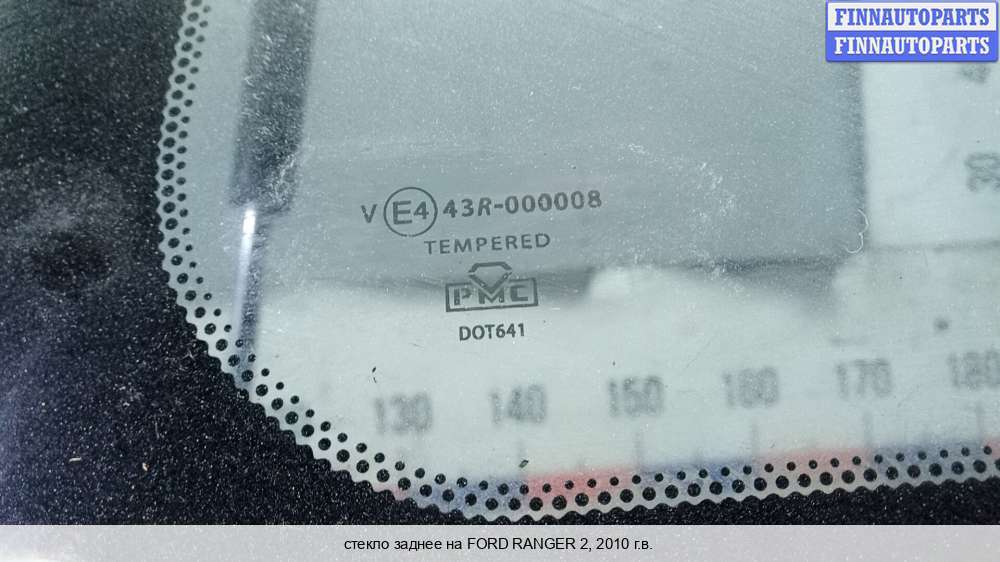 FINNAUTOPARTS
FINNAUTOPARTS
30
V E4 43R-000008
TEMPERED
PMC
DOT641
130 140 150 160 170 180
стекло заднее на FORD RANGER 2, 2010 г.в.